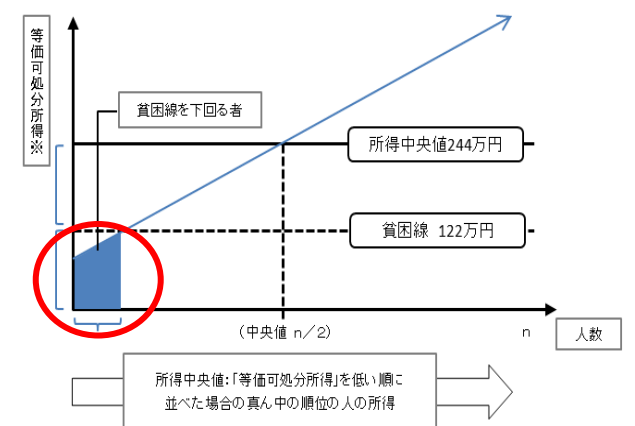 等価可処分所得※
貧困線を下回る者
所得中央値244万円
貧困線 122万円
(中央値 n/2)
n
人数
所得中央値:「等価可処分所得」を低い順に
並べた場合の真ん中の順位の人の所得